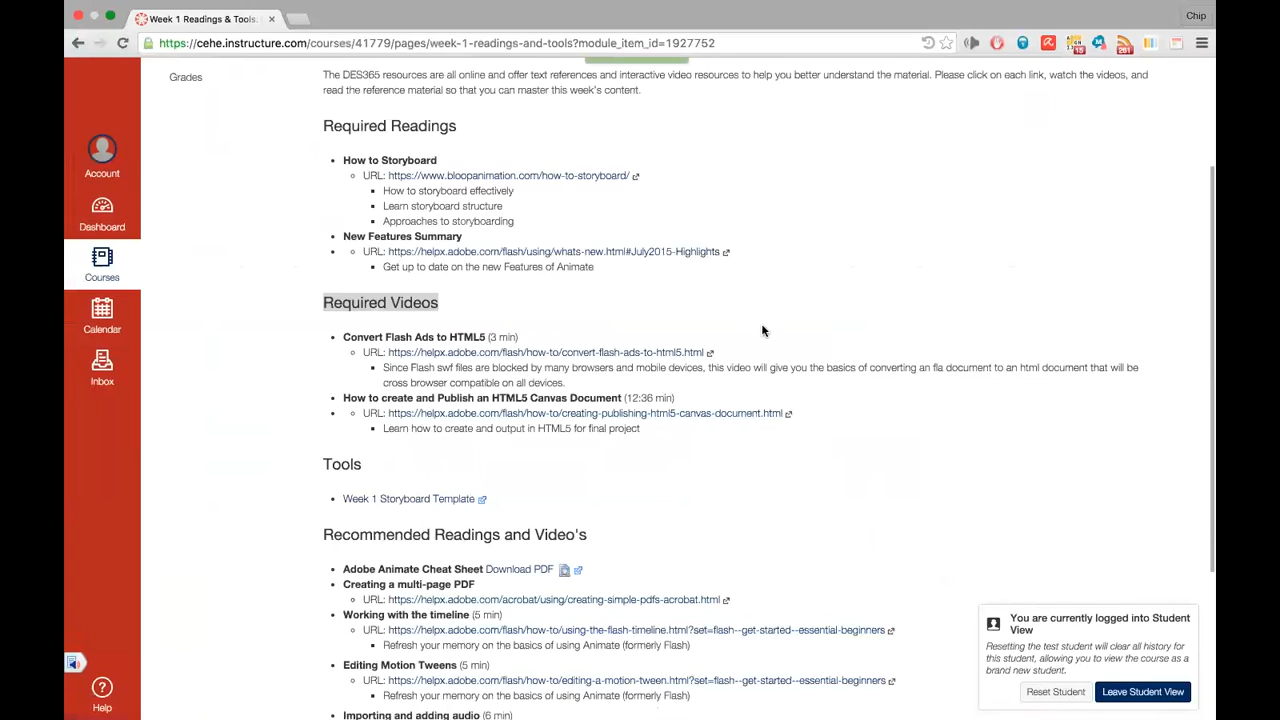 Week 1 Readings & Tools.
Chip
https://cehe.instructure.com/courses/41779/pages/week-1-readings-and-tools?module_item_id=1927752
Grades
The DES365 resources are all online and offer text references and interactive video resources to help you better understand the material. Please click on each link, watch the videos, and
read the reference material so that you can master this week's content.
Required Readings
How to Storyboard
URL: https://www.bloopanimation.com/how-to-storyboard/
How to storyboard effectively
Learn storyboard structure
Approaches to storyboarding
New Features Summary
URL: https://helpx.adobe.com/flash/using/whats-new.html#July2015-Highlights
Get up to date on the new Features of Animate
Required Videos
Convert Flash Ads to HTML5 (3 min)
URL: https://helpx.adobe.com/flash/how-to/convert-flash-ads-to-html5.html
Since Flash swf files are blocked by many browsers and mobile devices, this video will give you the basics of converting an fla document to an html document that will be
cross browser compatible on all devices.
How to create and Publish an HTML5 Canvas Document (12:36 min)
URL: https://helpx.adobe.com/flash/how-to/creating-publishing-html5-canvas-document.html
Learn how to create and output in HTML5 for final project
Tools
Week 1 Storyboard Template
Recommended Readings and Video's
Adobe Animate Cheat Sheet Download PDF
Creating a multi-page PDF
URL: https://helpx.adobe.com/acrobat/using/creating-simple-pdfs-acrobat.html
Working with the timeline (5 min)
URL: https://helpx.adobe.com/flash/how-to/using-the-flash-timeline.html?set=flash--get-started--essential-beginners
Refresh your memory on the basics of using Animate (formerly Flash)
Editing Motion Tweens (5 min)
URL: https://helpx.adobe.com/flash/how-to/editing-a-motion-tween.html?set=flash--get-started--essential-beginners
Refresh your memory on the basics of using Animate (formerly Flash)
Importing and adding audio (6 min)
Account
Dashboard
Courses
Calendar
Inbox
Help
You are currently logged into Student
View
Resetting the test student will clear all history for
this student, allowing you to view the course as a
brand new student.
Reset Student
Leave Student View